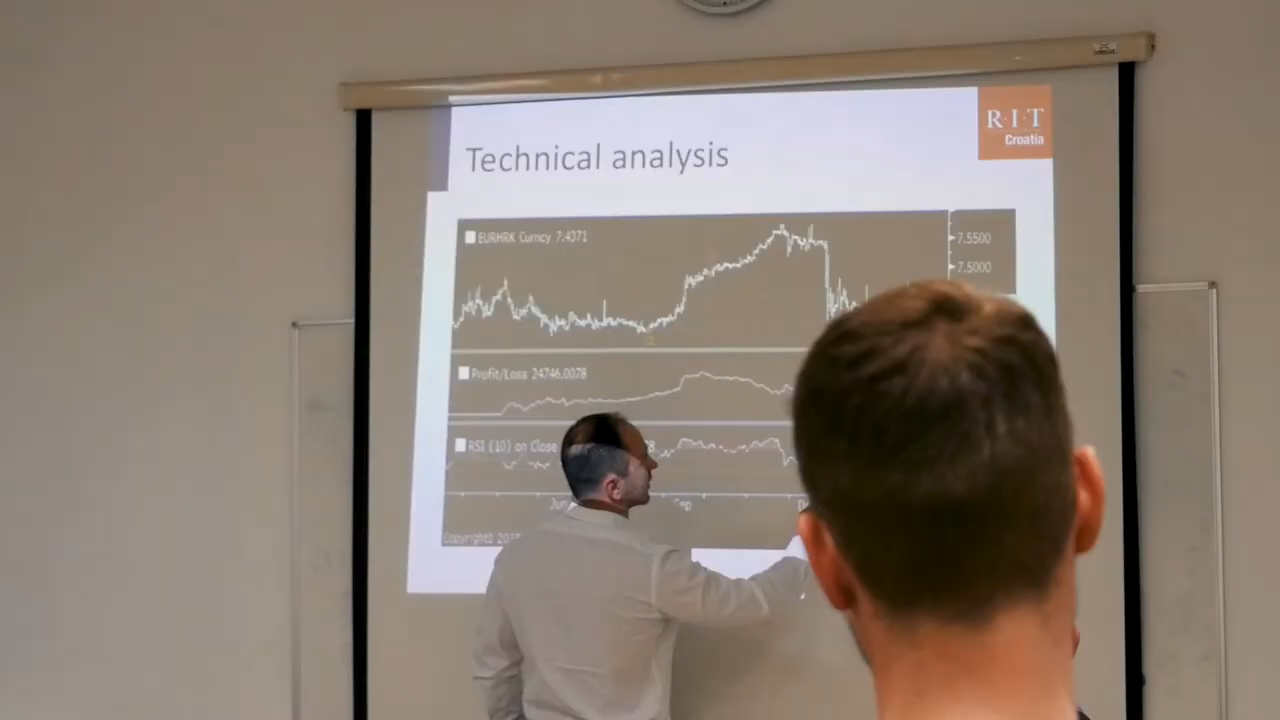 R·I·T
Croatia
Technical analysis
EURHRK Curncy 7.4371
7.5500
7.5000
Profit/Loss 24746.0078
RSI (10) on Close
Sep